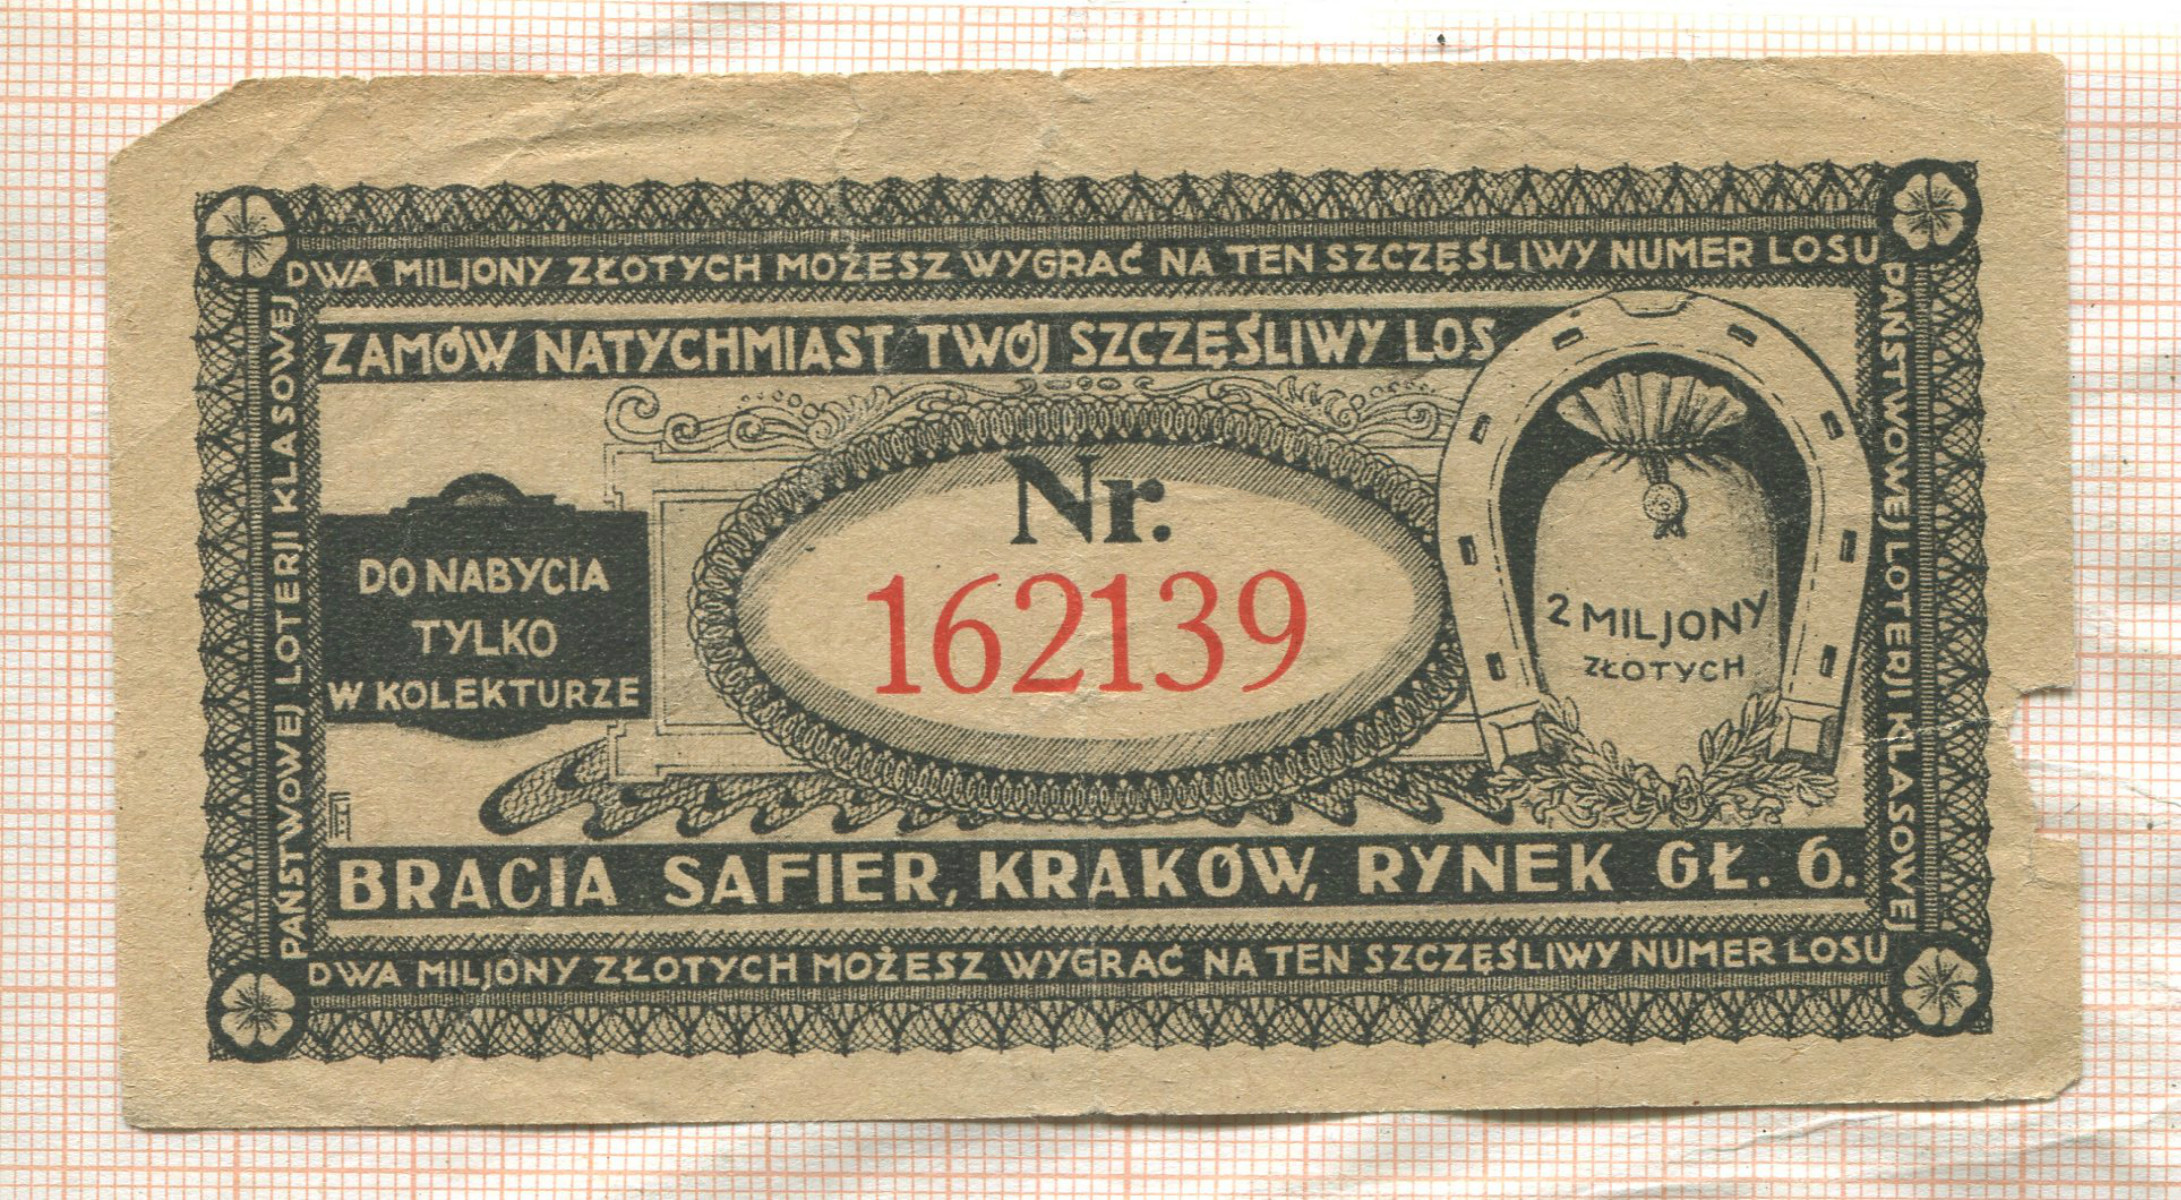 DWA MILJONY ZŁOTYCH MOŻESZ WYGRAĆ NA TEN SZCZĘŚLIWY NUMER LOSU
PAŃSTWOWEJ LOTERJI KLASOWEJ
ZAMÓW NATYCHMIAST TWÓJ SZCZĘŚLIWY LOS
DO NABYCIA
TYLKO
W KOLEKTURZE
Nr.
162139
2 MILJONY
ZŁOTYCH
PAŃSTWOWEJ LOTERJI KLASOWEJ
BRACIA SAFIER, KRAKÓW, RYNEK GŁ. 6.
DWA MILJONY ZŁOTYCH MOŻESZ WYGRAĆ NA TEN SZCZĘŚLIWY NUMER LOSU